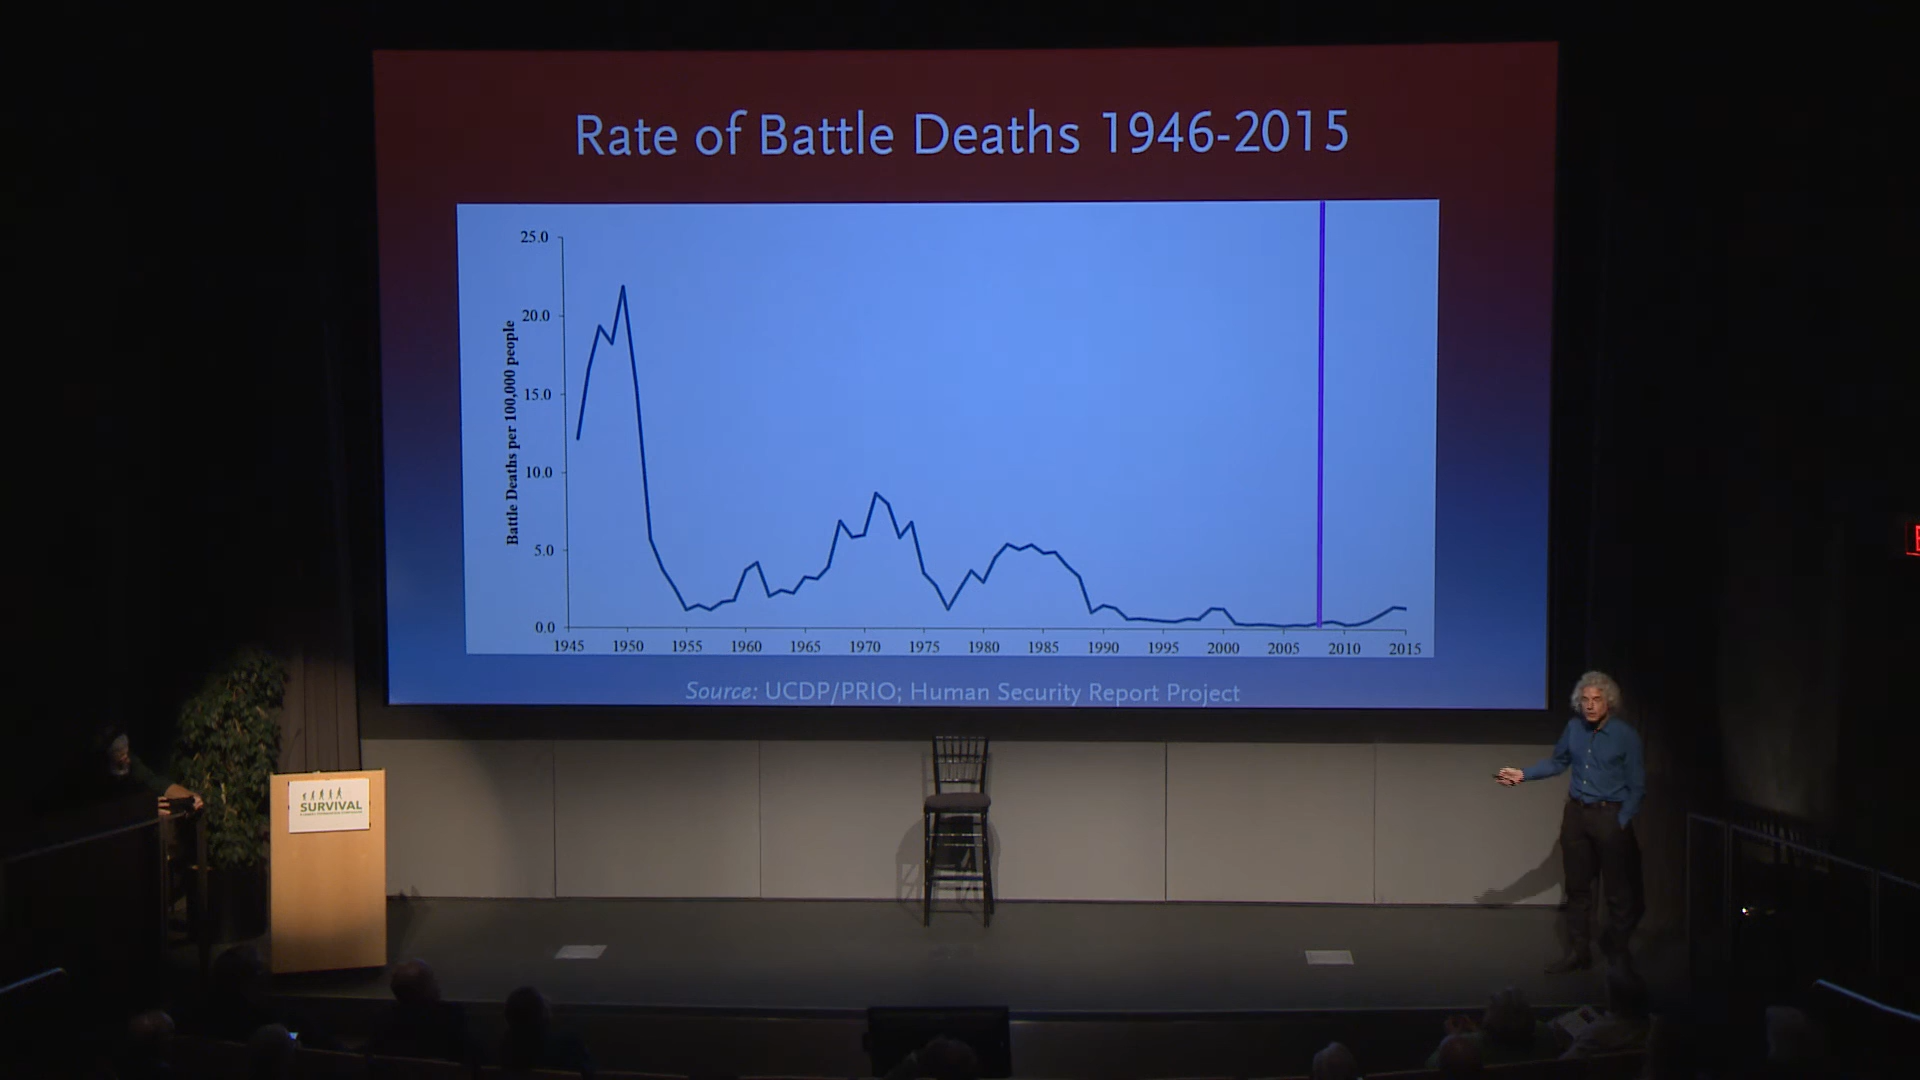 Rate of Battle Deaths 1946-2015
25.0
20.0
15.0
10.0
5.0
0.0
Battle Deaths per 100,000 people
1945 1950 1955 1960 1965 1970 1975 1980 1985 1990 1995 2000 2005 2010 2015
Source: UCDP/PRIO; Human Security Report Project
SURVIVAL